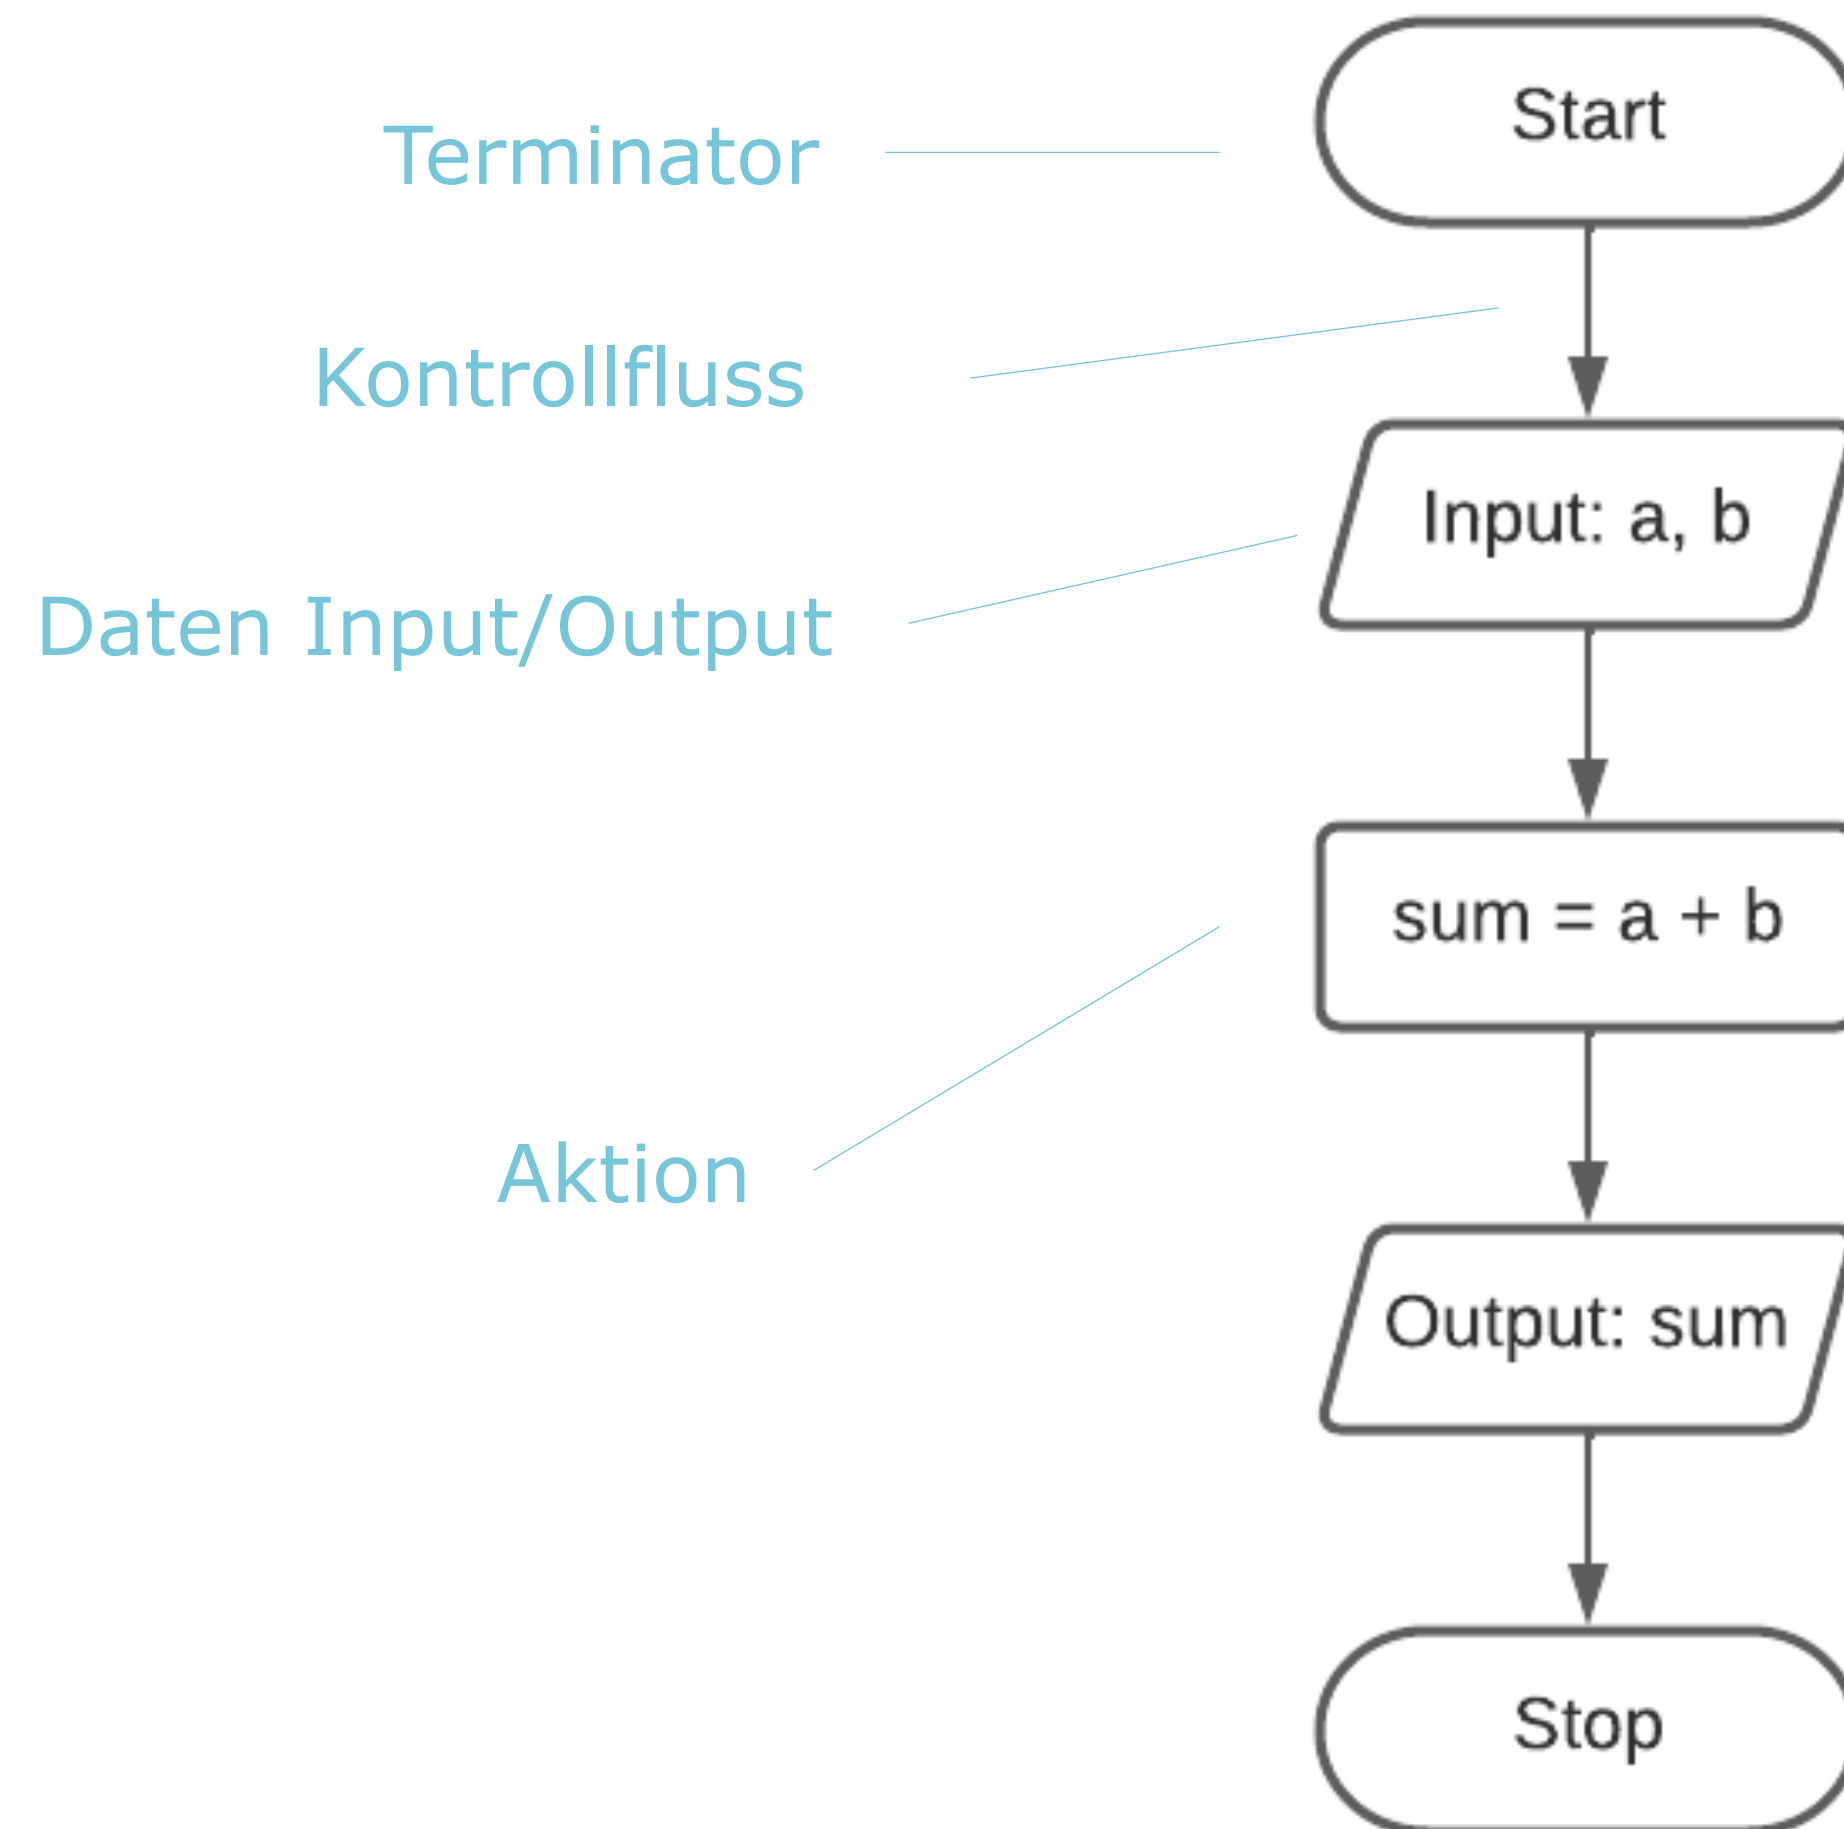 Terminator
Kontrollfluss
Daten Input/Output
Aktion
Start
Input: a, b
sum = a + b
Output: sum
Stop